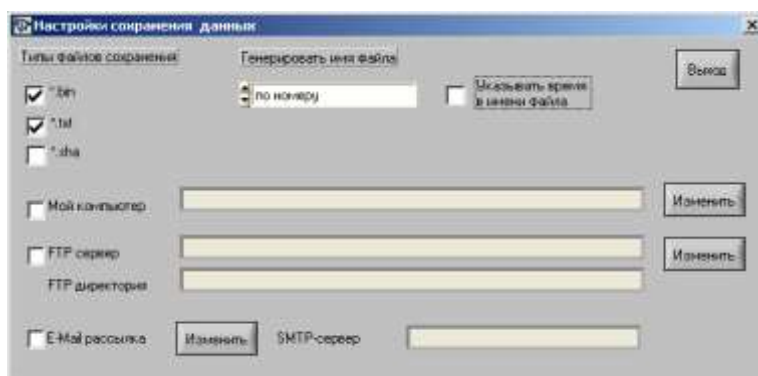 Настройки сохранения данных
Типы файлов сохранения
Генерировать имя файла
Выход
*.bin
по номеру
Указывать время
в имени файла
*.txt
*.sha
Мой компьютер
Изменить
FTP сервер
Изменить
FTP директория
E-Mail рассылка
Изменить
SMTP-сервер